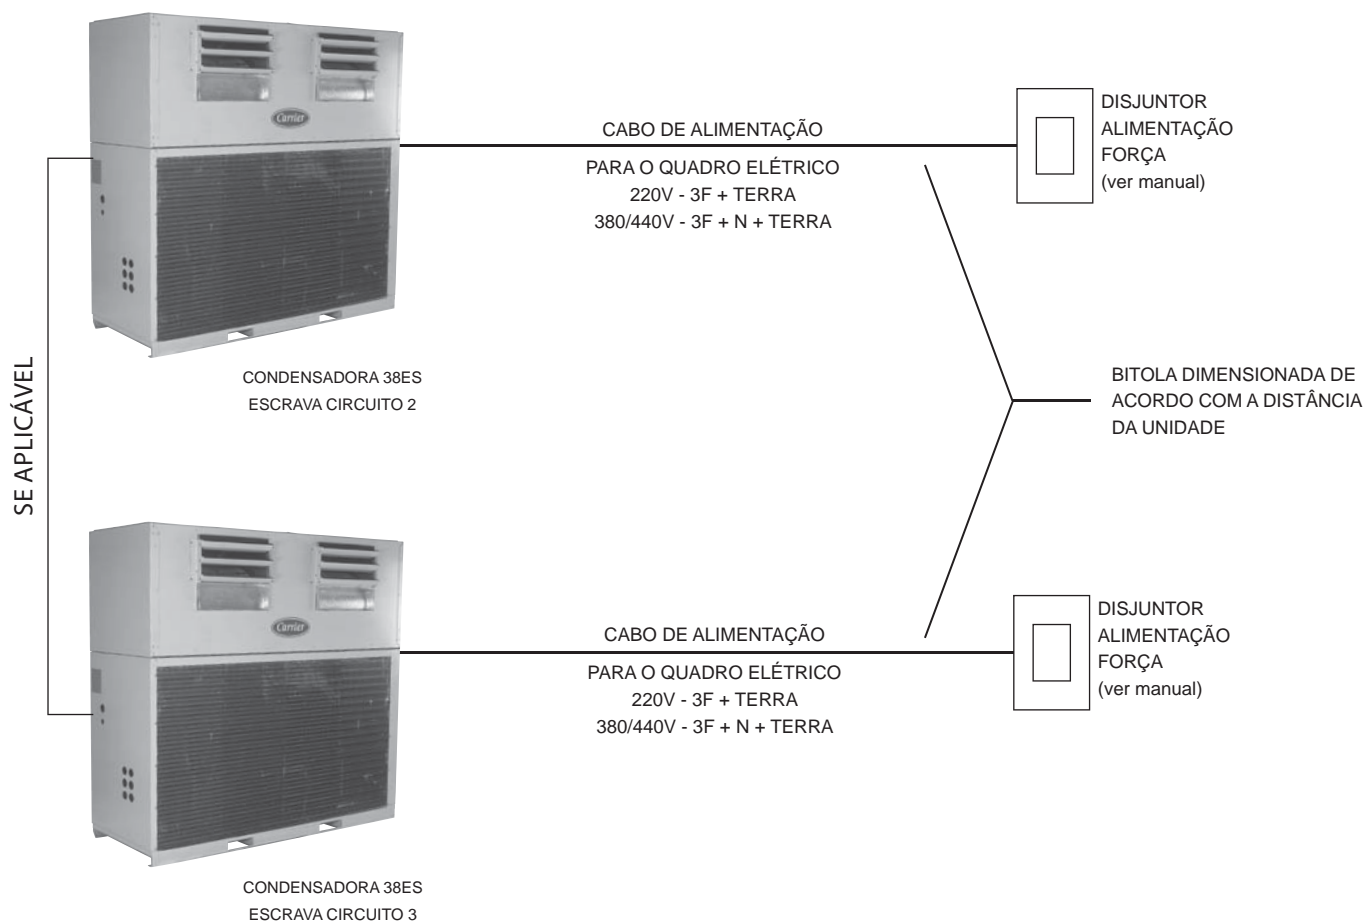 Carrier
CABO DE ALIMENTAÇÃO
PARA O QUADRO ELÉTRICO
220V - 3F + TERRA
380/440V - 3F + N + TERRA
DISJUNTOR
ALIMENTAÇÃO
FORÇA
(ver manual)
CONDENSADORA 38ES
ESCRAVA CIRCUITO 2
SE APLICÁVEL
BITOLA DIMENSIONADA DE
ACORDO COM A DISTÂNCIA
DA UNIDADE
Carrier
CABO DE ALIMENTAÇÃO
PARA O QUADRO ELÉTRICO
220V - 3F + TERRA
380/440V - 3F + N + TERRA
DISJUNTOR
ALIMENTAÇÃO
FORÇA
(ver manual)
CONDENSADORA 38ES
ESCRAVA CIRCUITO 3